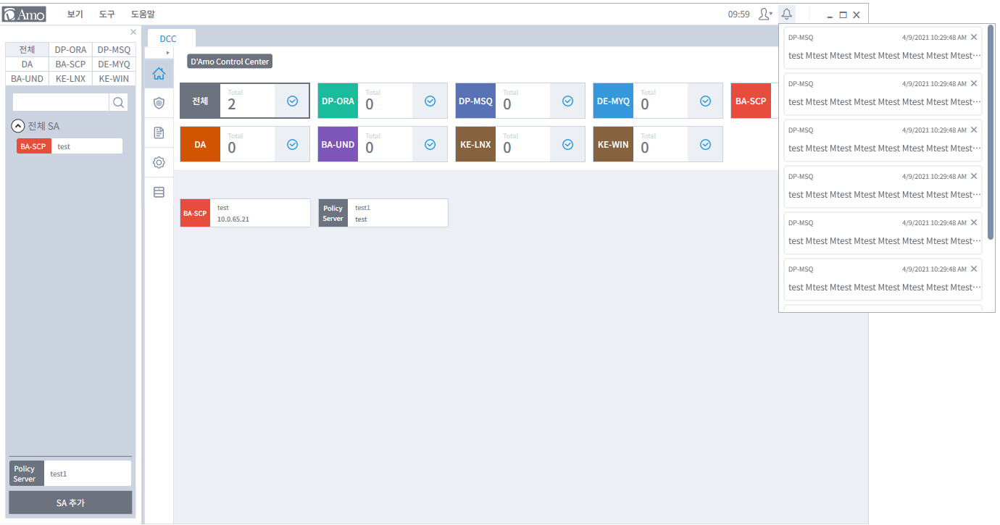 D'Amo 보기 도구 도움말 09:59
전체 DP-ORA DP-MSQ
DA BA-SCP DE-MYQ
BA-UND KE-LNX KE-WIN
전체 SA
BA-SCP test
Policy
Server
test1
SA 추가
DCC
D'Amo Control Center
전체 Total 2
DP-ORA Total 0
DP-MSQ Total 0
DE-MYQ Total 0
BA-SCP
DA Total 0
BA-UND Total 0
KE-LNX Total 0
KE-WIN Total 0
BA-SCP
test
10.0.65.21
Policy
Server
test1
test
DP-MSQ 4/9/2021 10:29:48 AM
test Mtest Mtest Mtest Mtest Mtest Mtest Mtest···
DP-MSQ 4/9/2021 10:29:48 AM
test Mtest Mtest Mtest Mtest Mtest Mtest Mtest···
DP-MSQ 4/9/2021 10:29:48 AM
test Mtest Mtest Mtest Mtest Mtest Mtest Mtest···
DP-MSQ 4/9/2021 10:29:48 AM
test Mtest Mtest Mtest Mtest Mtest Mtest Mtest···
DP-MSQ 4/9/2021 10:29:48 AM
test Mtest Mtest Mtest Mtest Mtest Mtest Mtest···
DP-MSQ 4/9/2021 10:29:48 AM
test Mtest Mtest Mtest Mtest Mtest Mtest Mtest···